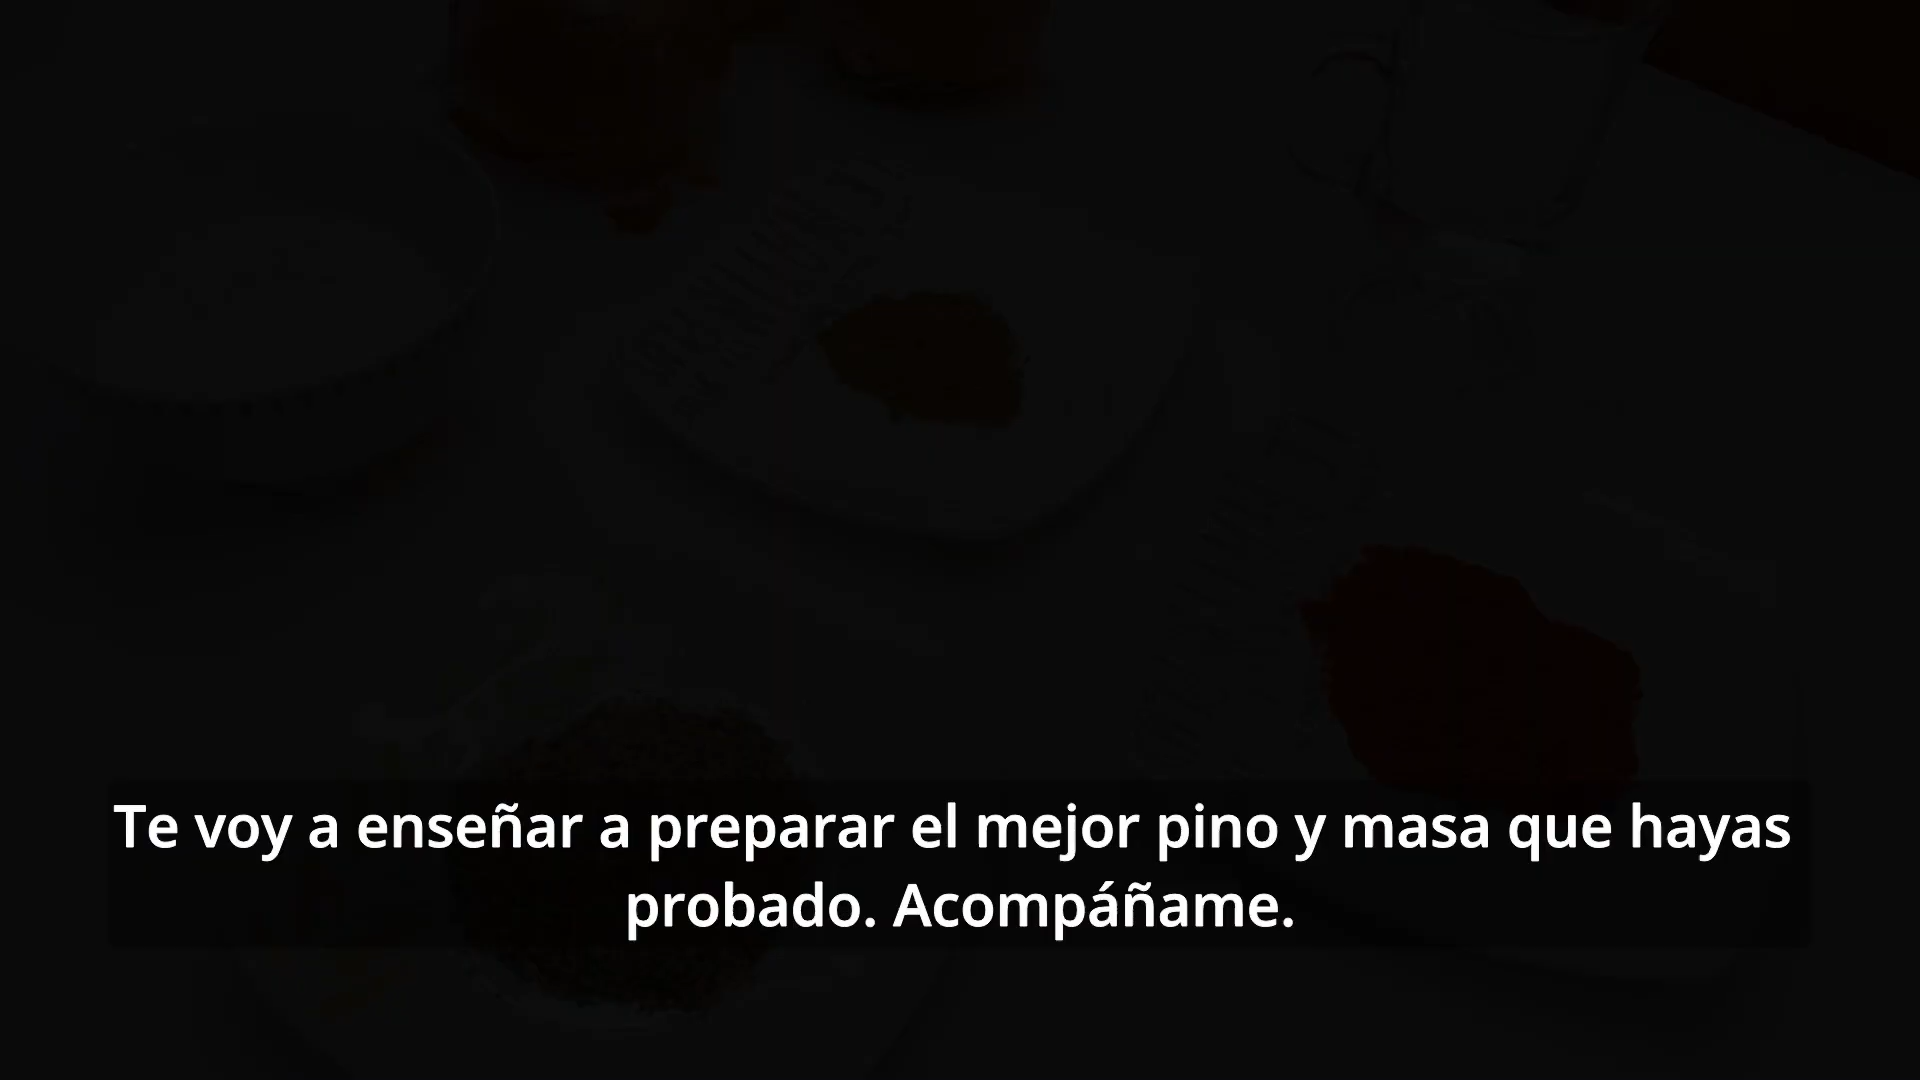 Te voy a enseñar a preparar el mejor pino y masa que hayas
probado. Acompáñame.